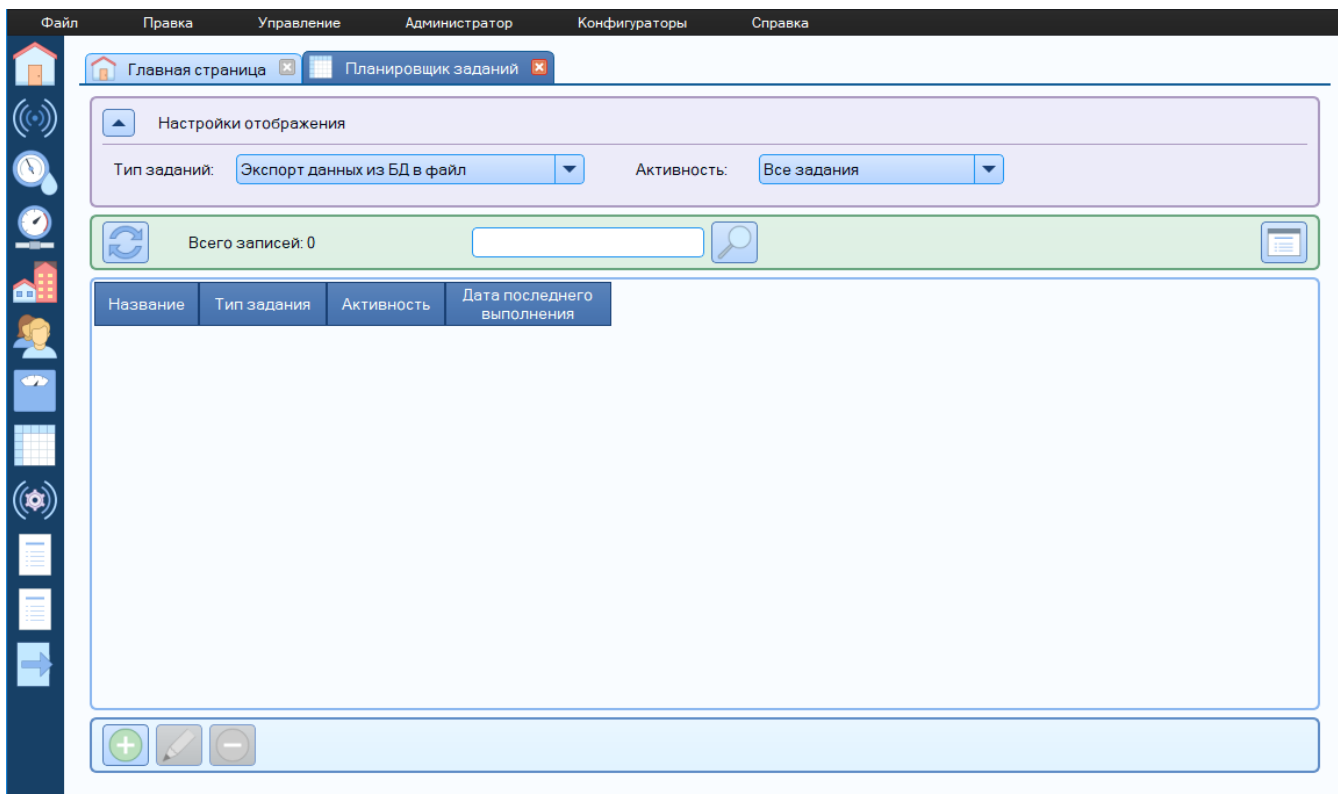 Файл Правка Управление Администратор Конфигураторы Справка
Главная страница Планировщик заданий
Настройки отображения
Тип заданий: Экспорт данных из БД в файл Активность: Все задания
Всего записей: 0
Название Тип задания Активность Дата последнего
выполнения